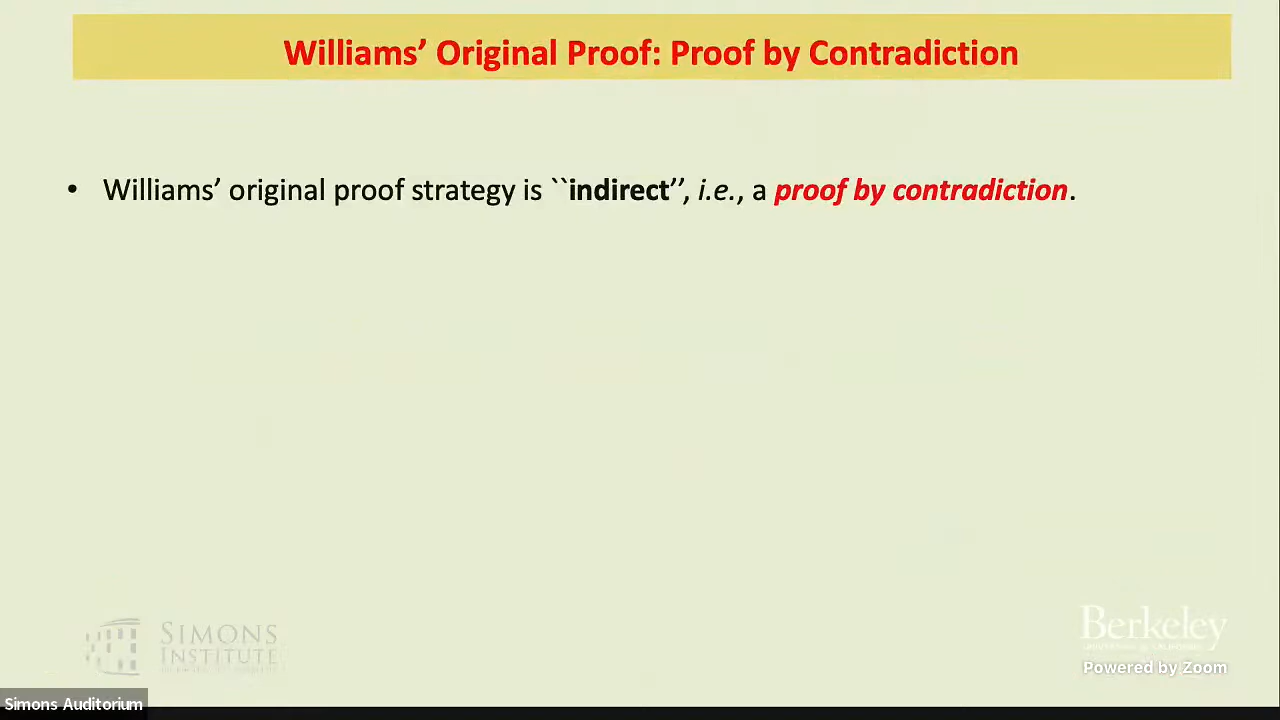 Williams’ Original Proof: Proof by Contradiction
• Williams’ original proof strategy is ``indirect’’, i.e., a proof by contradiction.
SIMONS
INSTITUTE
Berkeley
Powered by Zoom
Simons Auditorium